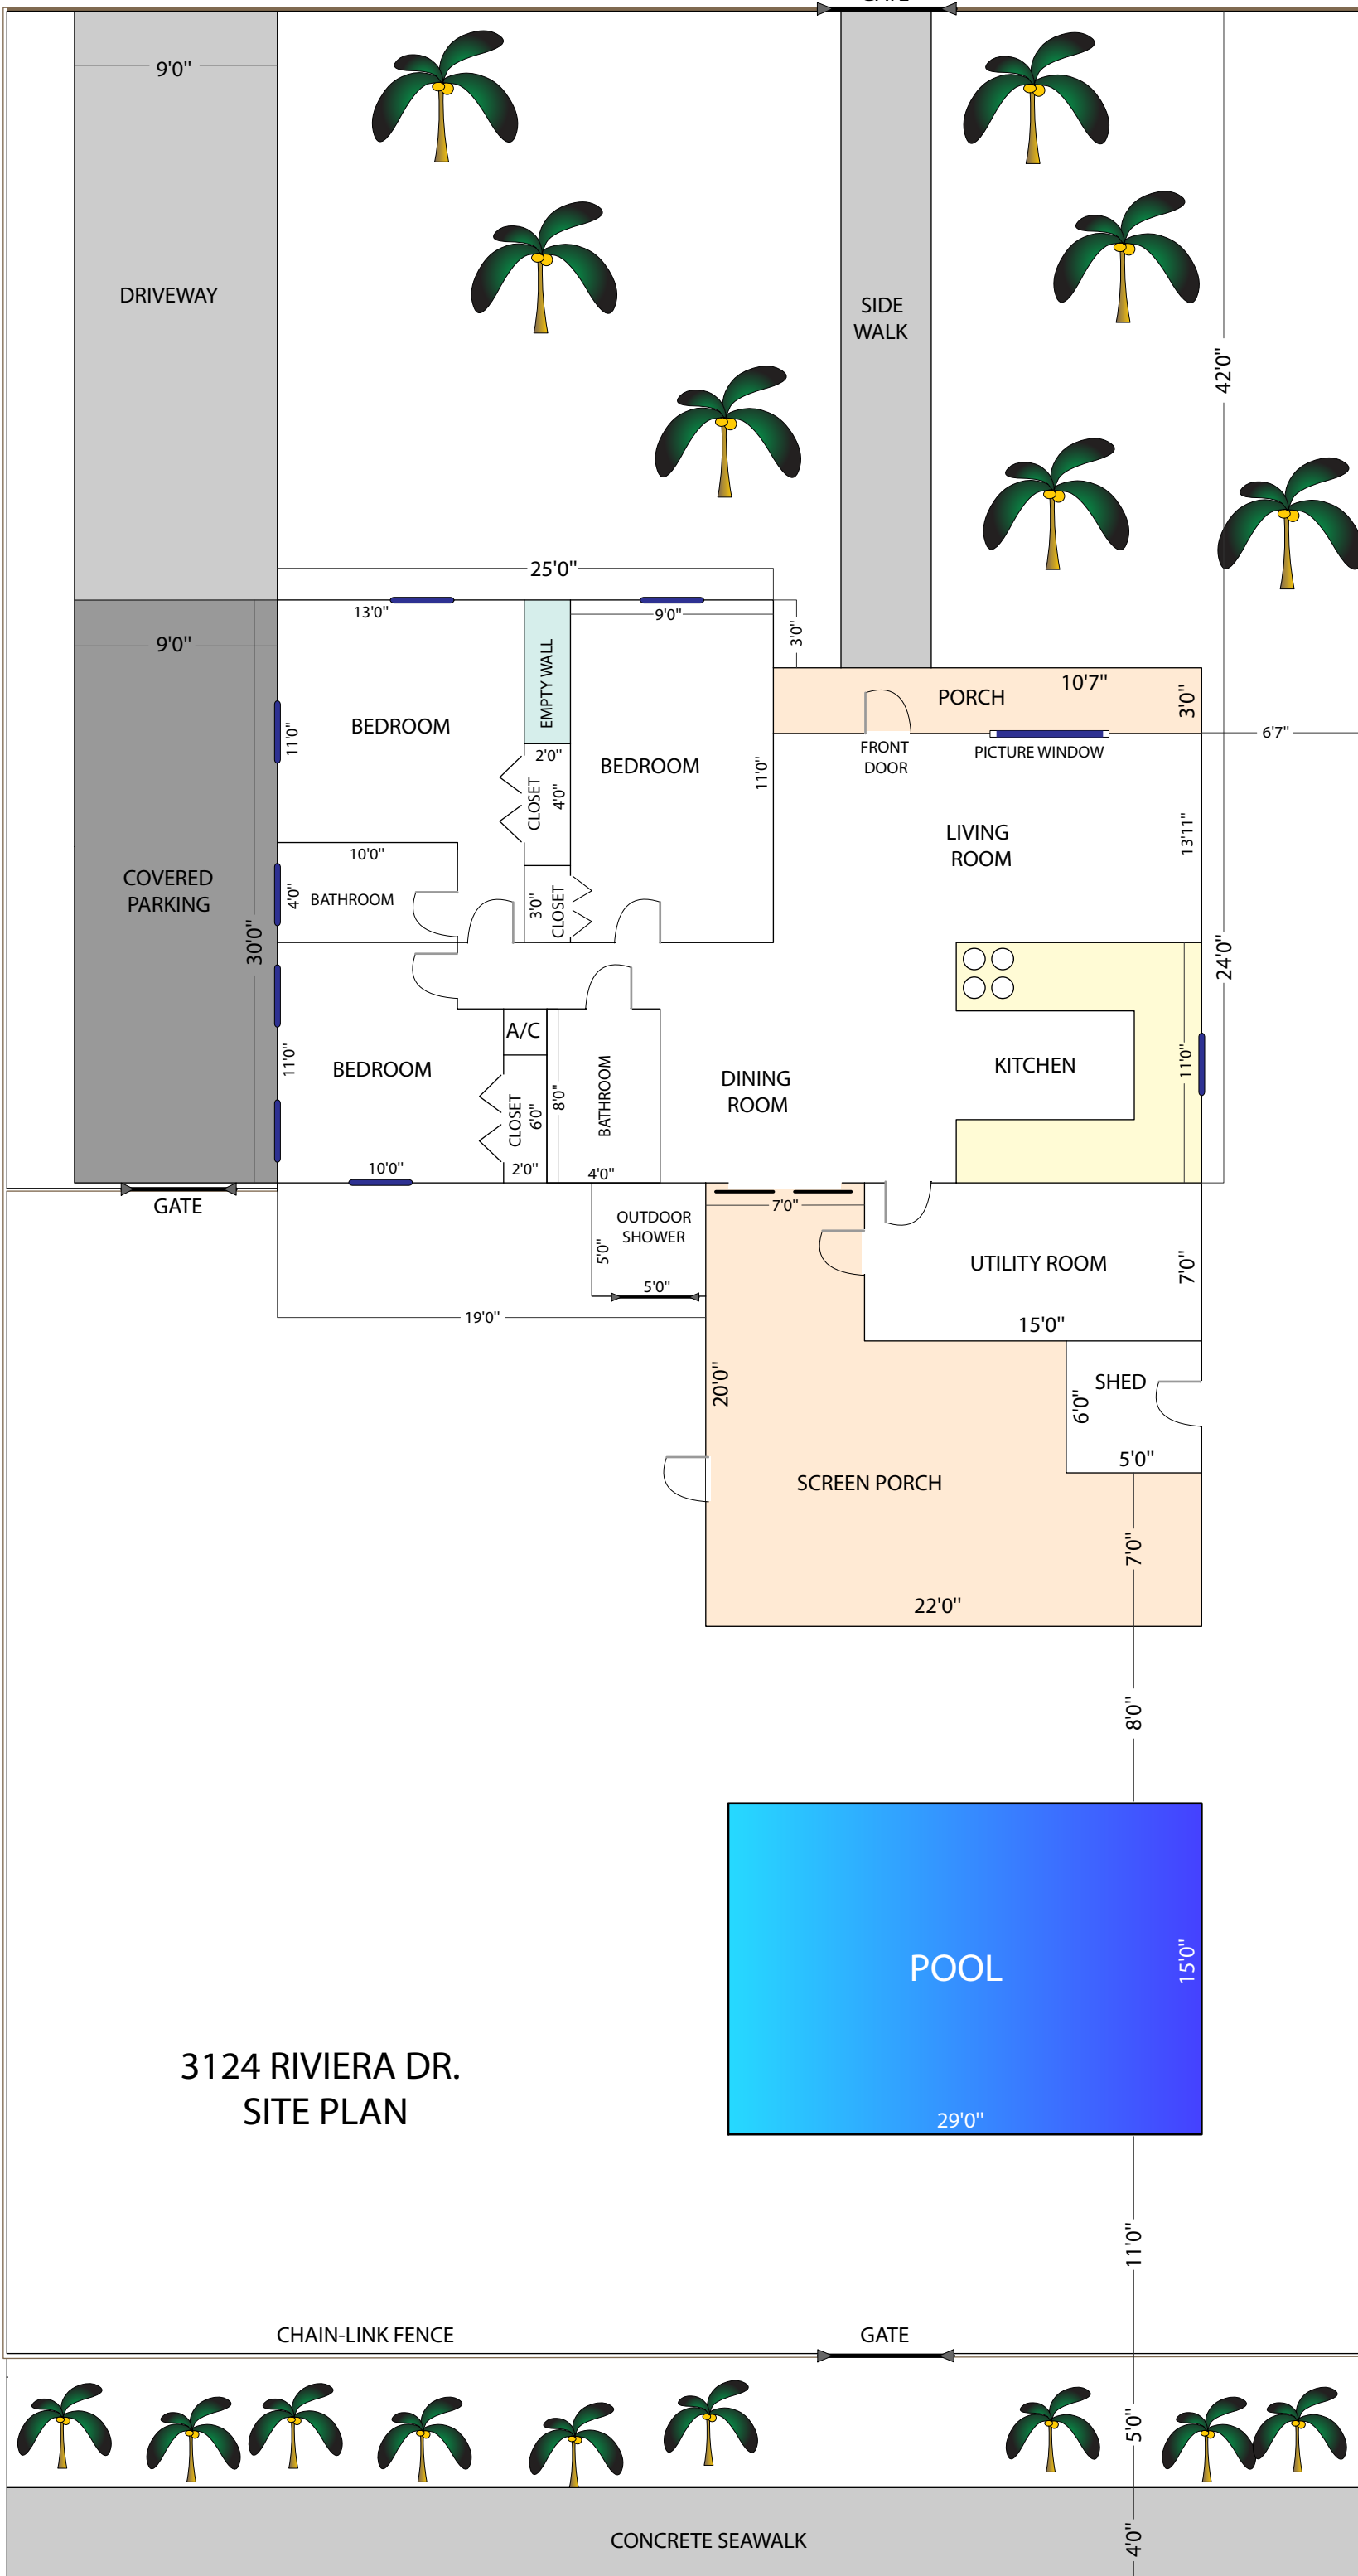 9'0"
DRIVEWAY
SIDE
WALK
42'0"
25'0"
13'0"
9'0"
3'0"
9'0"
EMPTY WALL
10'7"
PORCH
3'0"
BEDROOM
11'0"
2'0"
BEDROOM
11'0"
FRONT
DOOR
PICTURE WINDOW
6'7"
CLOSET
4'0"
LIVING
ROOM
13'11"
10'0"
COVERED
PARKING
4'0"
BATHROOM
3'0"
CLOSET
30'0"
24'0"
A/C
BEDROOM
11'0"
8'0"
BATHROOM
DINING
ROOM
KITCHEN
11'0"
CLOSET
6'0"
10'0"
2'0"
4'0"
GATE
7'0"
OUTDOOR
SHOWER
5'0"
5'0"
UTILITY ROOM
7'0"
19'0"
15'0"
20'0"
SHED
6'0"
5'0"
SCREEN PORCH
7'0"
22'0"
8'0"
POOL
15'0"
3124 RIVIERA DR.
SITE PLAN
29'0"
11'0"
CHAIN-LINK FENCE
GATE
5'0"
CONCRETE SEAWALK
4'0"